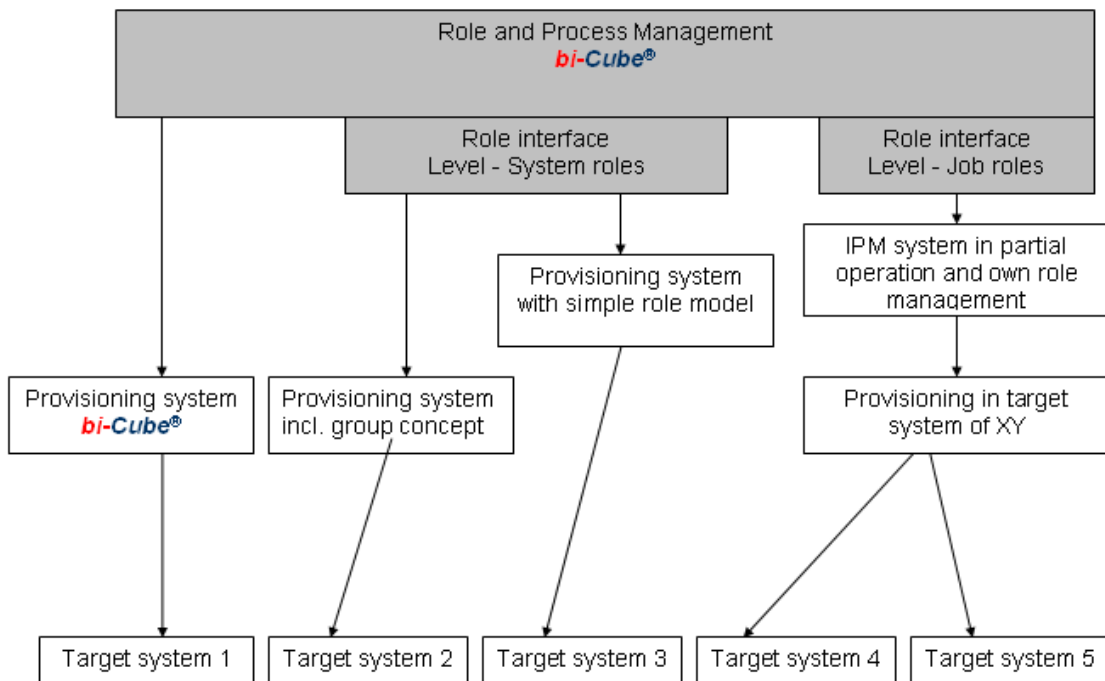 Role and Process Management
bi-Cube®
Role interface
Level - System roles
Role interface
Level - Job roles
IPM system in partial
operation and own role
management
Provisioning system
with simple role model
Provisioning system
bi-Cube®
Provisioning system
incl. group concept
Provisioning in target
system of XY
Target system 1
Target system 2
Target system 3
Target system 4
Target system 5